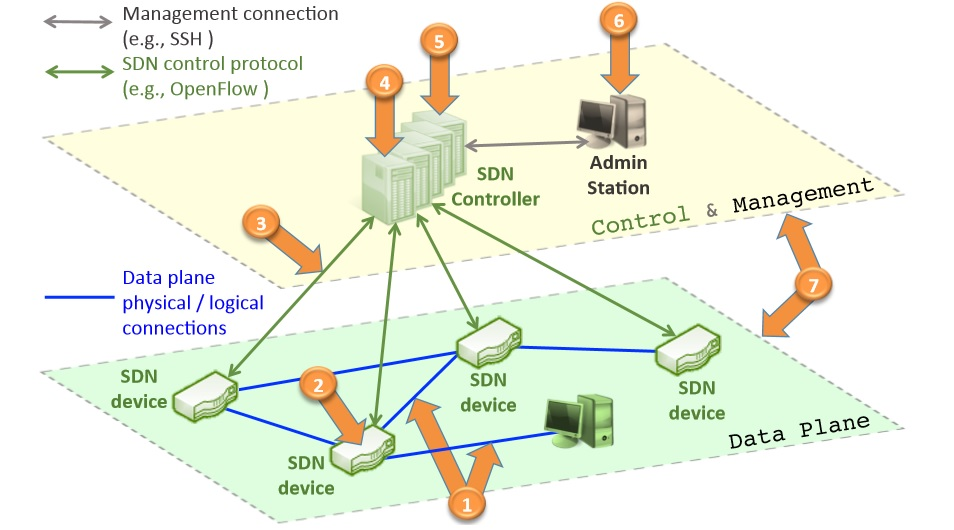 Management connection
(e.g., SSH )
SDN control protocol
(e.g., OpenFlow )
5
6
4
SDN
Controller
Admin
Station
Control & Management
3
Data plane
physical / logical
connections
7
SDN
device
2
SDN
device
SDN
device
SDN
device
Data Plane
1